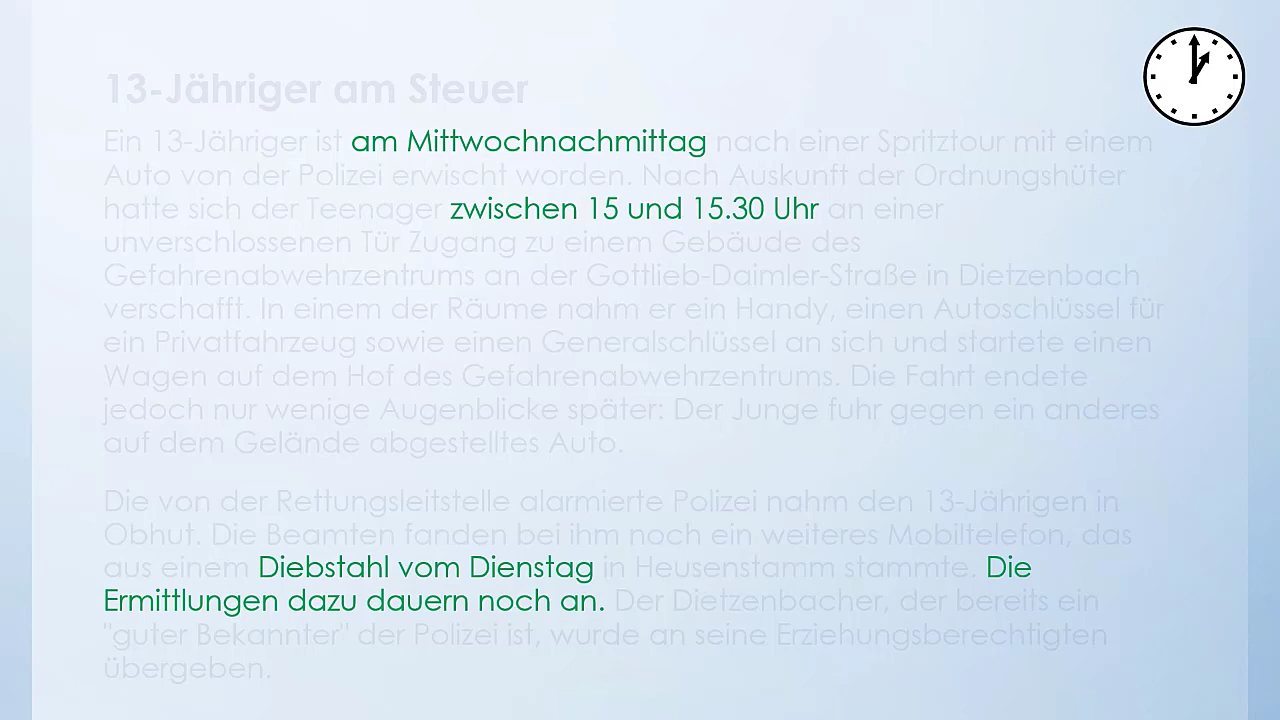 13-Jähriger am Steuer
Ein 13-Jähriger ist am Mittwochnachmittag nach einer Spritztour mit einem
Auto von der Polizei erwischt worden. Nach Auskunft der Ordnungshüter
hatte sich der Teenager zwischen 15 und 15.30 Uhr an einer
unverschlossenen Tür Zugang zu einem Gebäude des
Gefahrenabwehrzentrums an der Gottlieb-Daimler-Straße in Dietzenbach
verschafft. In einem der Räume nahm er ein Handy, einen Autoschlüssel für
ein Privatfahrzeug sowie einen Generalschlüssel an sich und startete einen
Wagen auf dem Hof des Gefahrenabwehrzentrums. Die Fahrt endete
jedoch nur wenige Augenblicke später: Der Junge fuhr gegen ein anderes
auf dem Gelände abgestelltes Auto.
Die von der Rettungsleitstelle alarmierte Polizei nahm den 13-Jährigen in
Obhut. Die Beamten fanden bei ihm noch ein weiteres Mobiltelefon, das
aus einem Diebstahl vom Dienstag in Heusenstamm stammte. Die
Ermittlungen dazu dauern noch an. Der Dietzenbacher, der bereits ein
"guter Bekannter" der Polizei ist, wurde an seine Erziehungsberechtigten
übergeben.